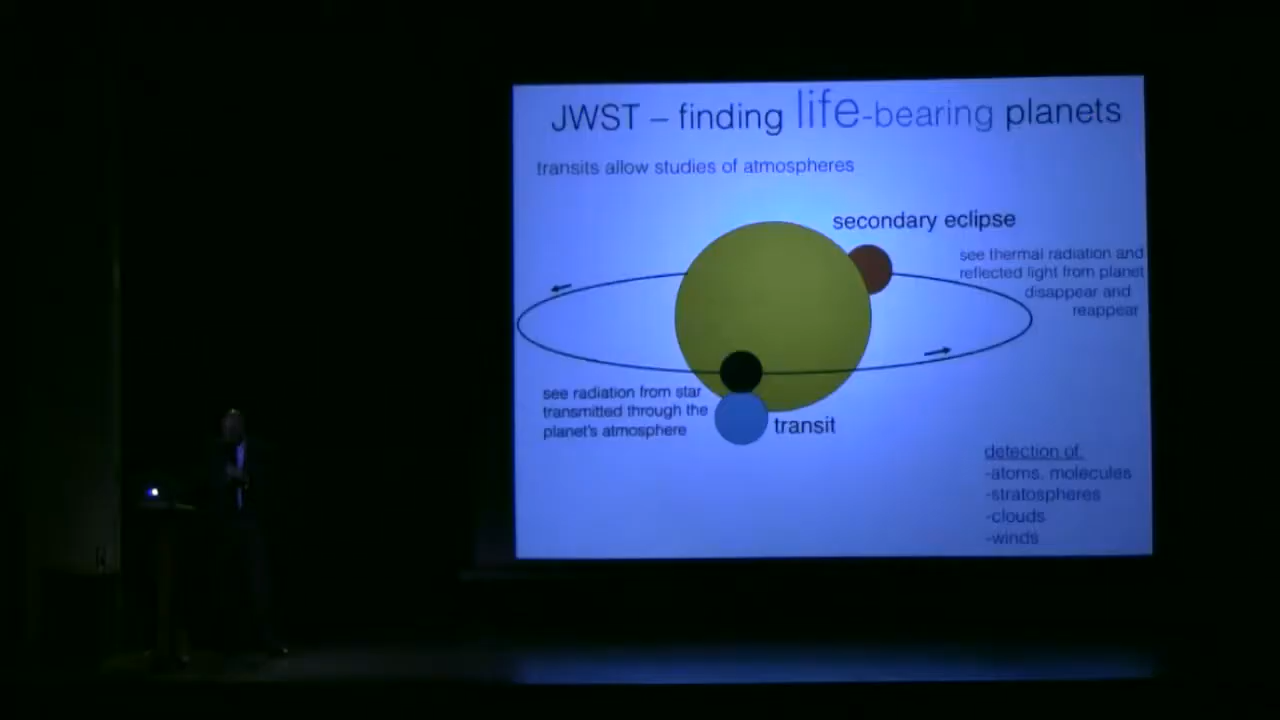 JWST – finding life-bearing planets
transits allow studies of atmospheres
secondary eclipse
see thermal radiation and
reflected light from planet
disappear and
reappear
see radiation from star
transmitted through the
planet's atmosphere
transit
detection of:
-atoms, molecules
-stratospheres
-clouds
-winds